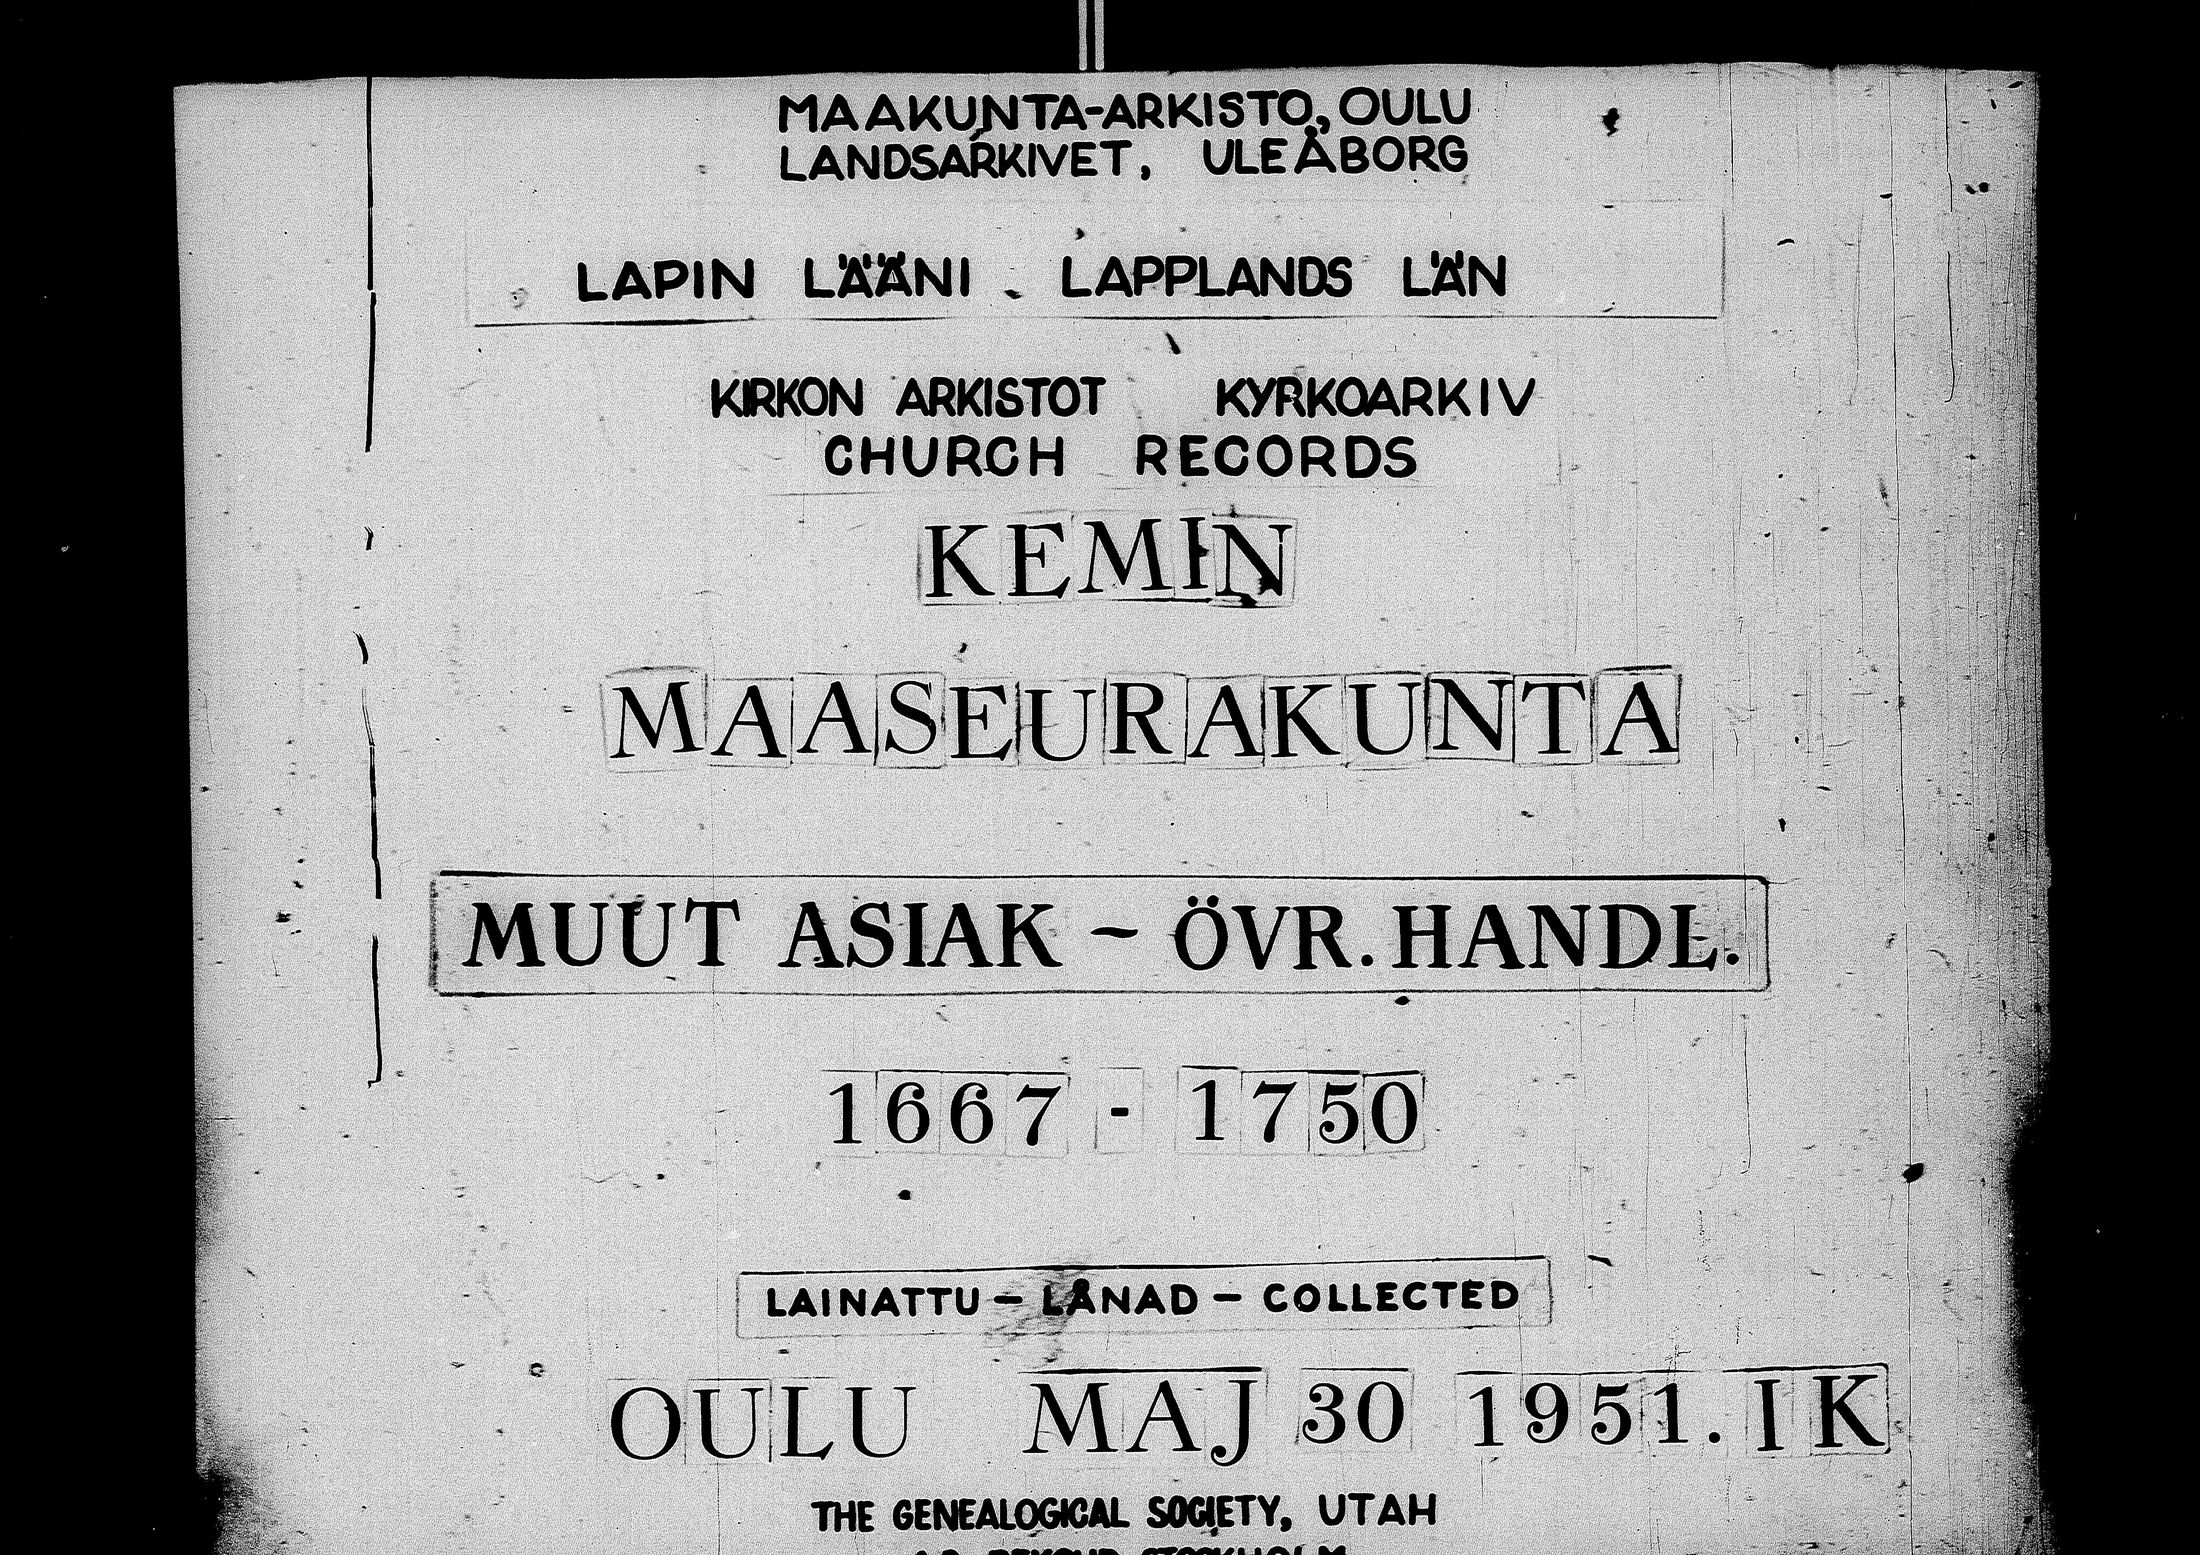 MAAKUNTA-ARKISTO, OULU
LANDSARKIVET, ULEÅBORG
LAPIN LÄÄNI - LAPPLANDS LÄN
KIRKON ARKISTOT KYRKOARKIV
CHURCH RECORDS
KEMIN
MAASEURAKUNTA
MUUT ASIAK ~ ÖVR. HANDL.
1667 - 1750
LAINATTU - LÅNAD - COLLECTED
OULU MAJ 30 1951. I K
THE GENEALOGICAL SOCIETY, UTAH